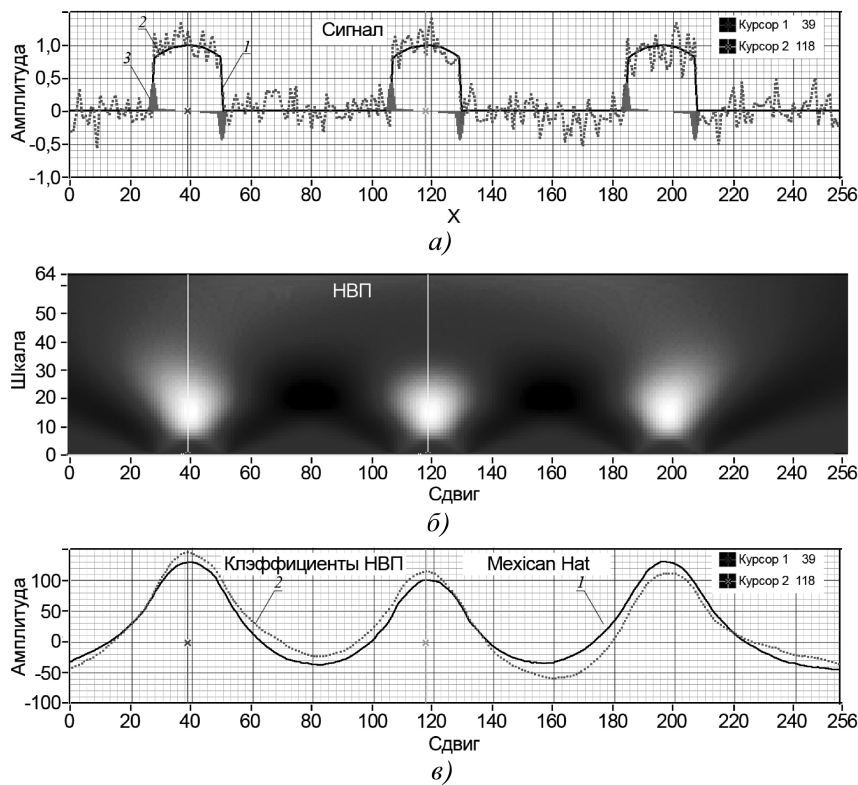 Сигнал
Курсор 1 39
Курсор 2 118
2
1
3
Амплитуда
1,0
0,5
0
-0,5
-1,0
0 20 40 60 80 100 120 140 160 180 200 220 240 256
X
а)
НВП
Шкала
64
50
40
30
20
10
0
0 20 40 60 80 100 120 140 160 180 200 220 240 256
Сдвиг
б)
Клэффициенты НВП
Mexican Hat
Курсор 1 39
Курсор 2 118
2
1
Амплитуда
100
50
0
-50
-100
0 20 40 60 80 100 120 140 160 180 200 220 240 256
Сдвиг
в)